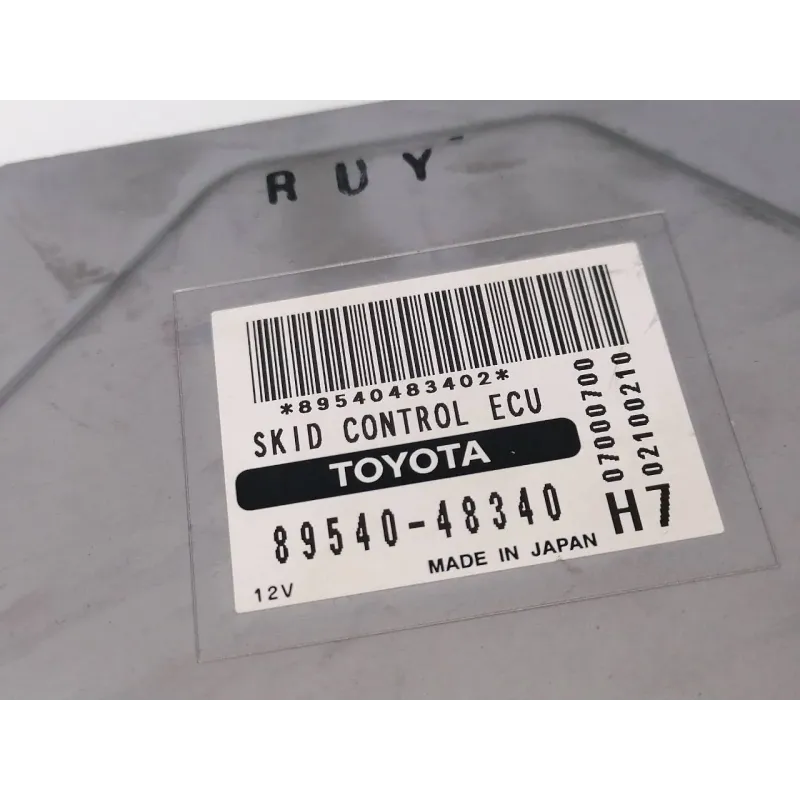 RUY
*89540483402*
SKID CONTROL ECU
TOYOTA
89540-48340
12V
MADE IN JAPAN
H7
07000700
02100210